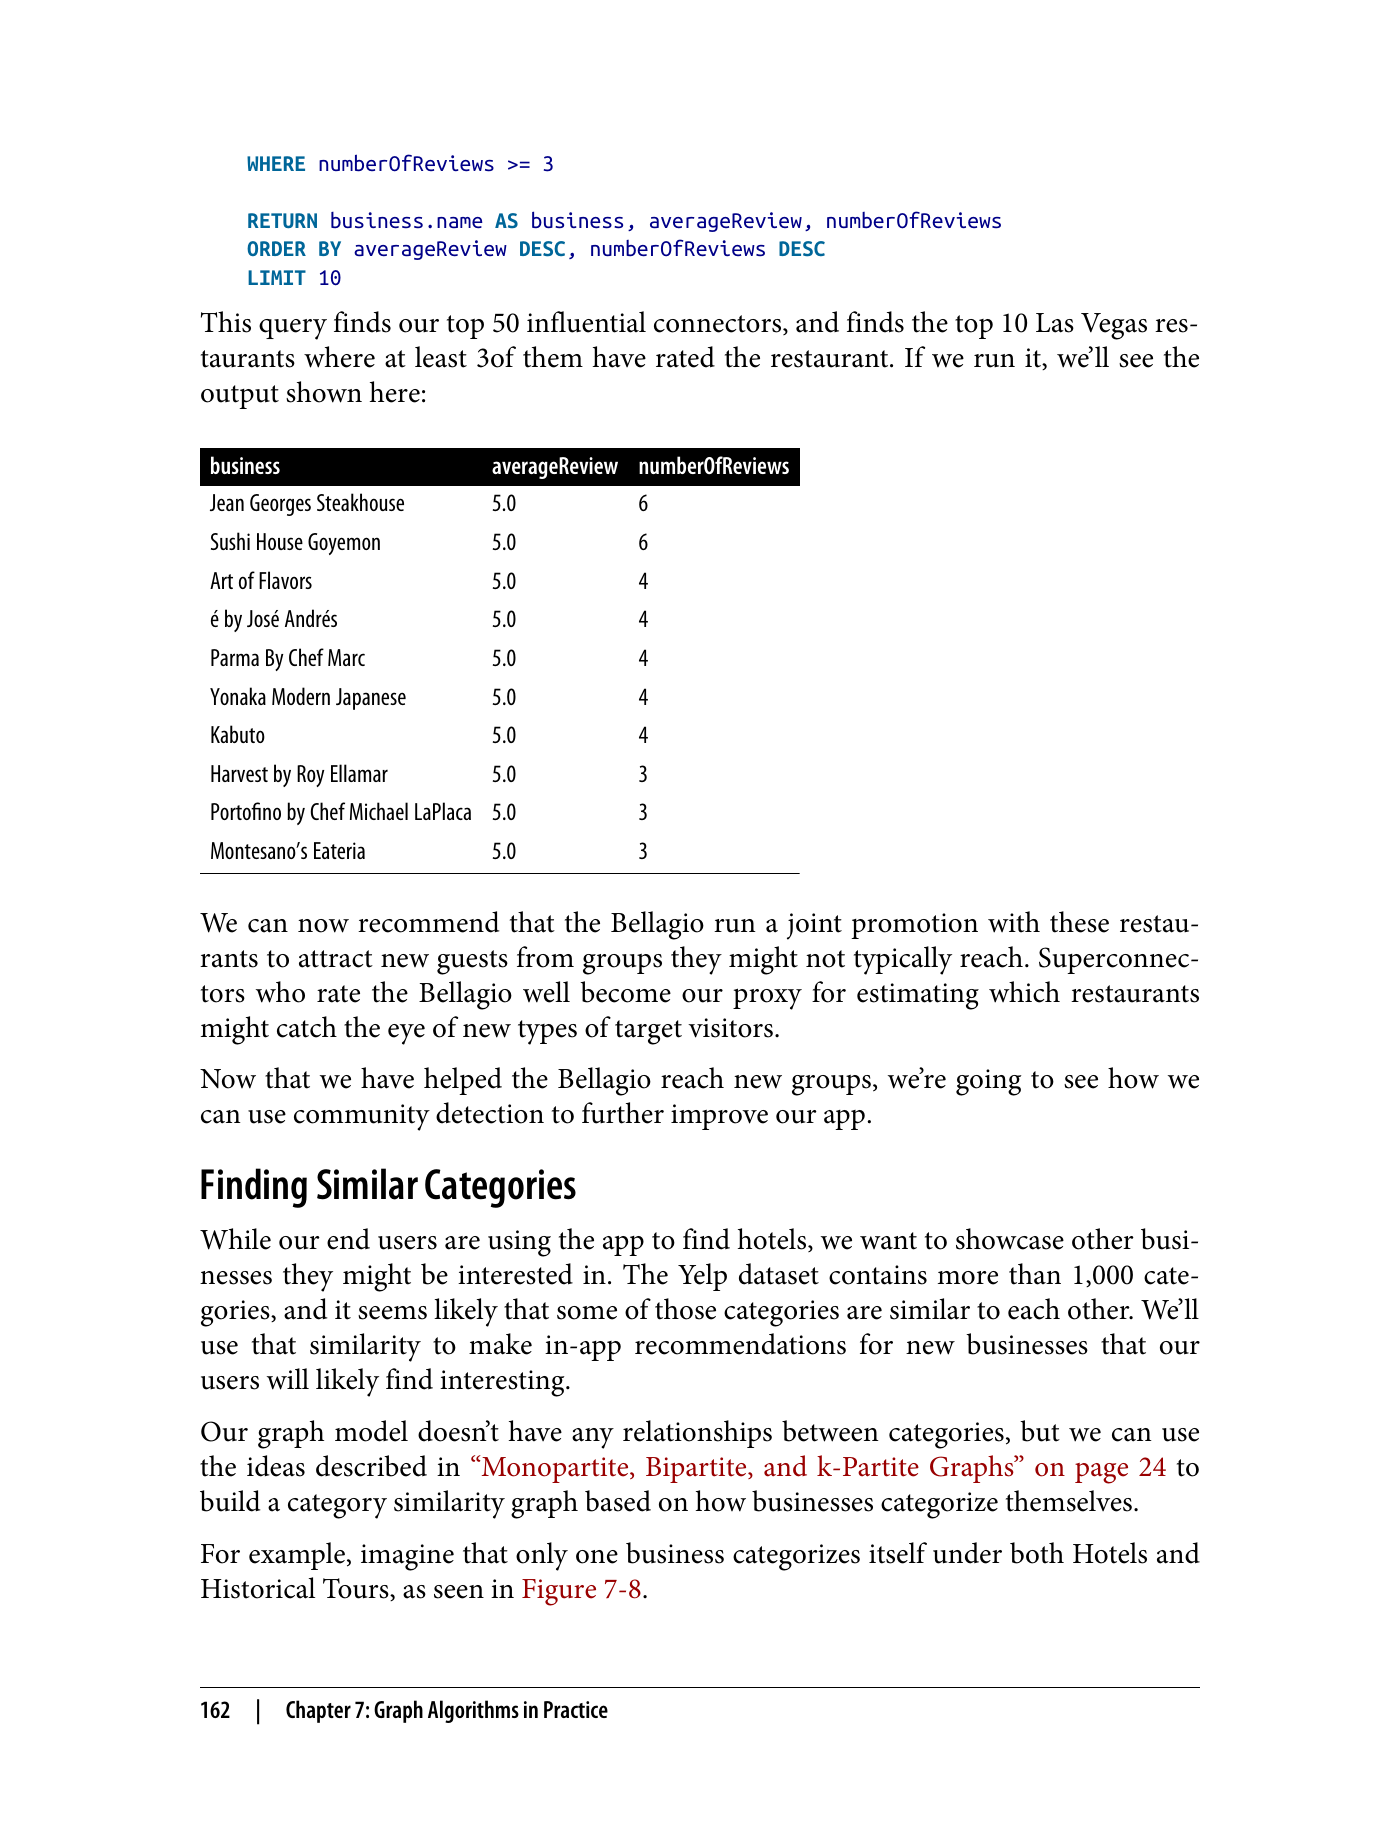 WHERE numberOfReviews >= 3
RETURN business.name AS business, averageReview, numberOfReviews
ORDER BY averageReview DESC, numberOfReviews DESC
LIMIT 10
This query finds our top 50 influential connectors, and finds the top 10 Las Vegas res-
taurants where at least 3of them have rated the restaurant. If we run it, we’ll see the
output shown here:
business averageReview numberOfReviews
Jean Georges Steakhouse 5.0 6
Sushi House Goyemon 5.0 6
Art of Flavors 5.0 4
é by José Andrés 5.0 4
Parma By Chef Marc 5.0 4
Yonaka Modern Japanese 5.0 4
Kabuto 5.0 4
Harvest by Roy Ellamar 5.0 3
Portofino by Chef Michael LaPlaca 5.0 3
Montesano’s Eateria 5.0 3
We can now recommend that the Bellagio run a joint promotion with these restau-
rants to attract new guests from groups they might not typically reach. Superconnec-
tors who rate the Bellagio well become our proxy for estimating which restaurants
might catch the eye of new types of target visitors.
Now that we have helped the Bellagio reach new groups, we’re going to see how we
can use community detection to further improve our app.
Finding Similar Categories
While our end users are using the app to find hotels, we want to showcase other busi-
nesses they might be interested in. The Yelp dataset contains more than 1,000 cate-
gories, and it seems likely that some of those categories are similar to each other. We’ll
use that similarity to make in-app recommendations for new businesses that our
users will likely find interesting.
Our graph model doesn’t have any relationships between categories, but we can use
the ideas described in “Monopartite, Bipartite, and k-Partite Graphs” on page 24 to
build a category similarity graph based on how businesses categorize themselves.
For example, imagine that only one business categorizes itself under both Hotels and
Historical Tours, as seen in Figure 7-8.
162 | Chapter 7: Graph Algorithms in Practice